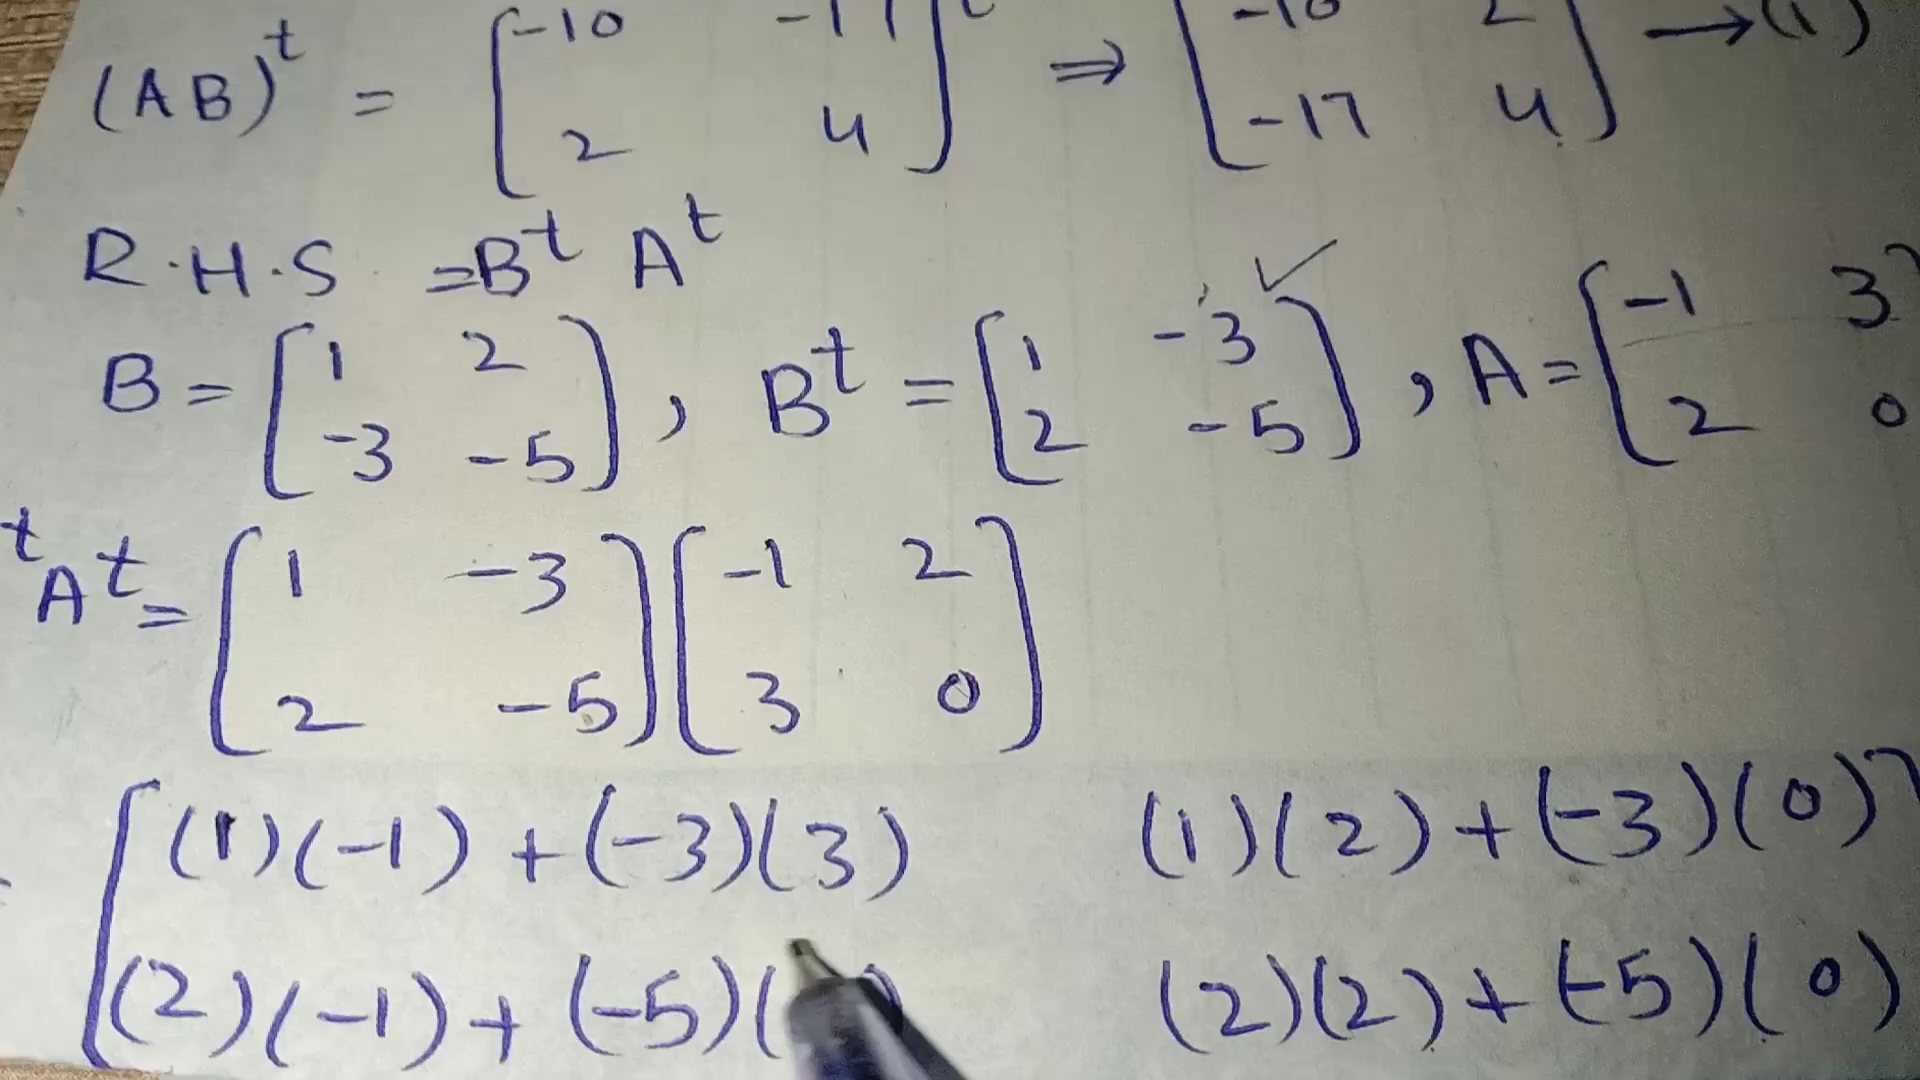 (AB)^t = [-10 -17 2 4]^t ⇒ [-10 2 -17 4] → (1)
R.H.S = B^t A^t
B = [1 2 -3 -5], B^t = [1 -3 2 -5], A = [-1 3 2 0
^t A^t = [1 -3 2 -5] [-1 2 3 0]
[(1)(-1) + (-3)(3) (1)(2) + (-3)(0)]
(2)(-1) + (-5)( ) (2)(2) + (-5)(0)